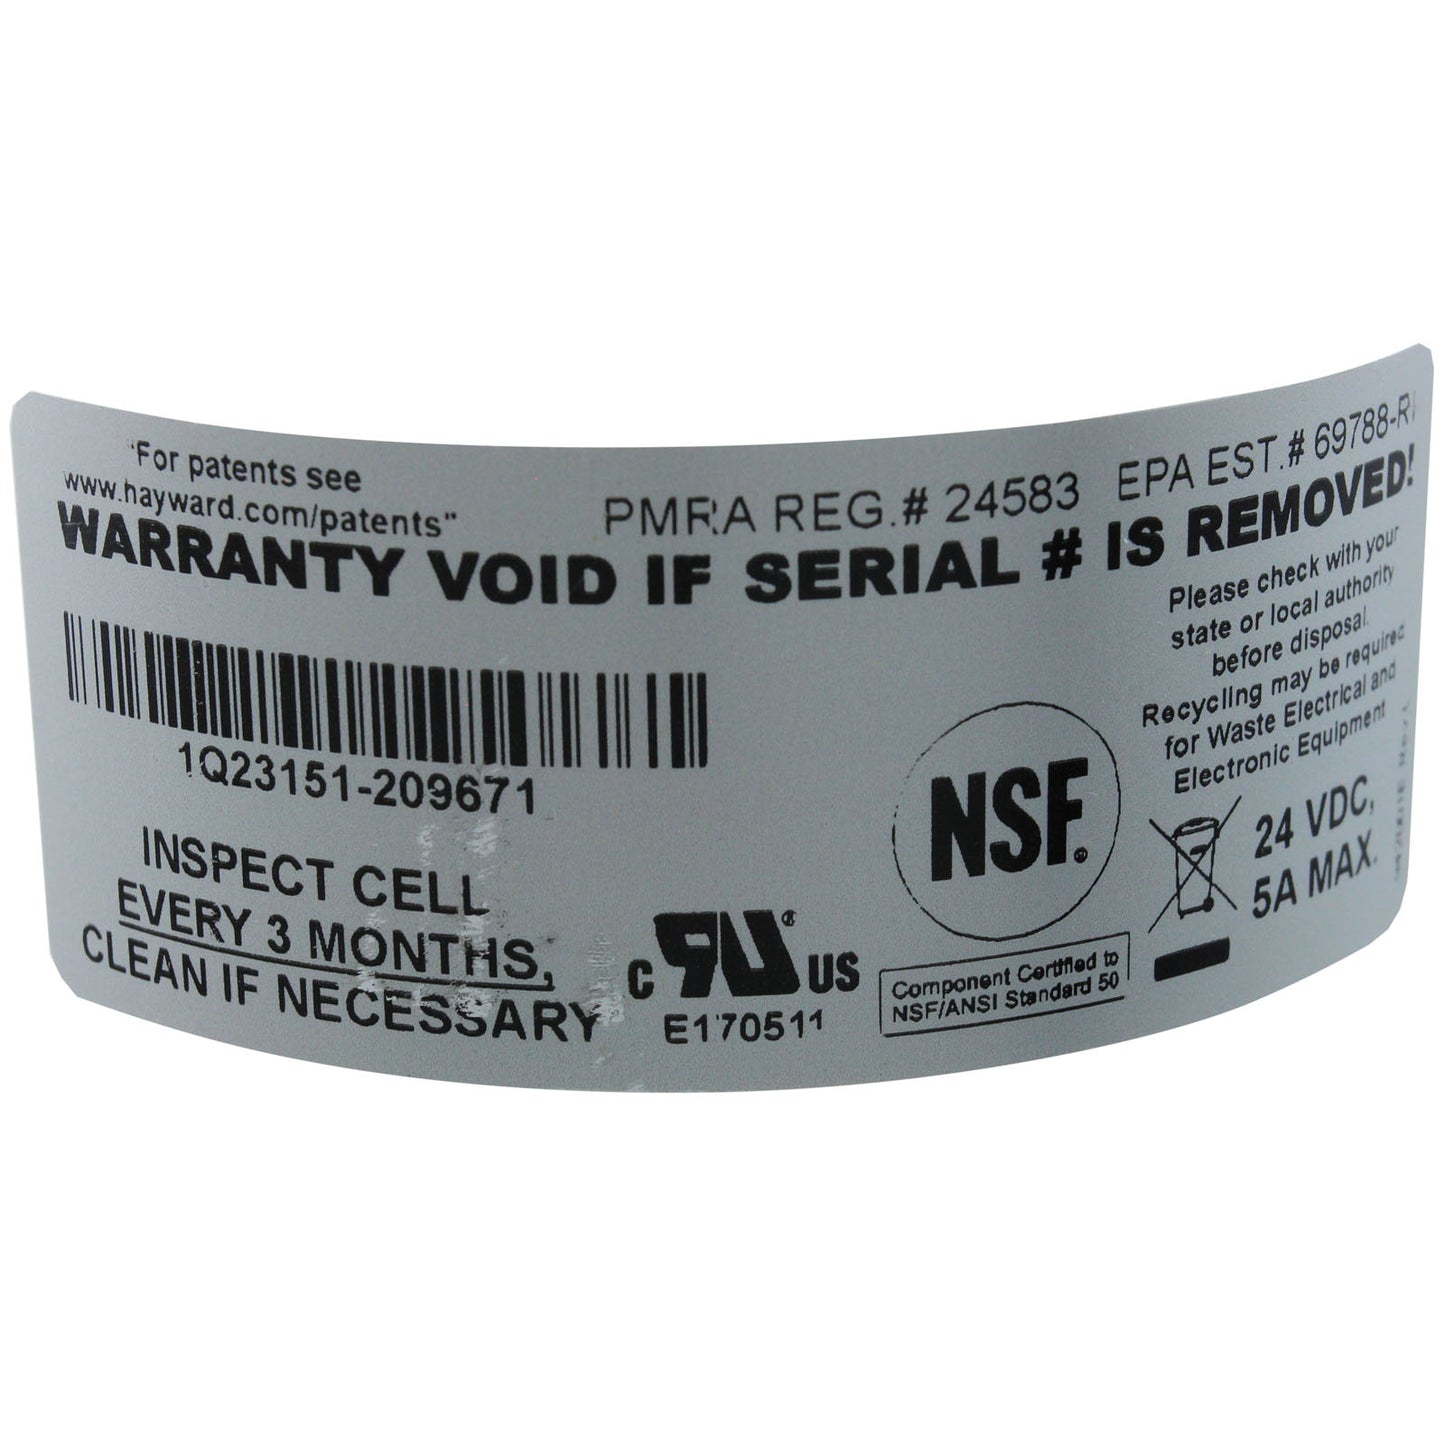 "For patents see
www.hayward.com/patents"
PMRA REG.# 24583 EPA EST.# 69788-R
WARRANTY VOID IF SERIAL # IS REMOVED!
1Q23151-209671
INSPECT CELL
EVERY 3 MONTHS,
CLEAN IF NECESSARY
C RU® US
E170511
NSF®
Component Certified to
NSF/ANSI Standard 50
Please check with your
state or local authority
before disposal.
Recycling may be required
for Waste Electrical and
Electronic Equipment
24 VDC,
5A MAX.